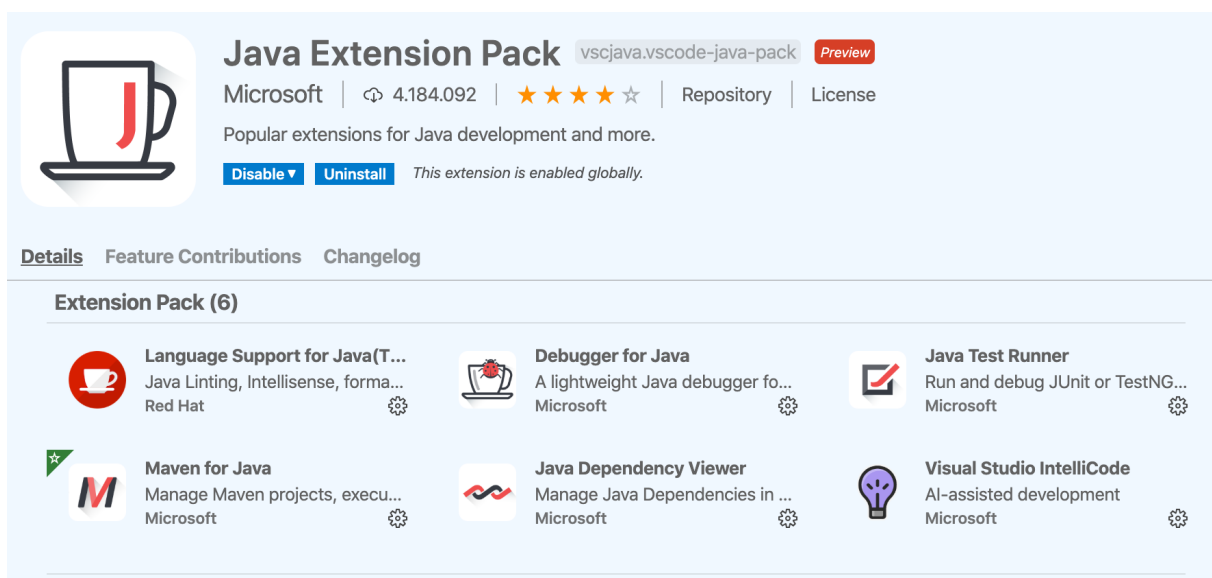 Java Extension Pack vscjava.vscode-java-pack Preview
Microsoft 4.184.092 Repository License
Popular extensions for Java development and more.
Disable Uninstall This extension is enabled globally.
Details Feature Contributions Changelog
Extension Pack (6)
Language Support for Java(T...
Java Linting, Intellisense, forma...
Red Hat
Debugger for Java
A lightweight Java debugger fo...
Microsoft
Java Test Runner
Run and debug JUnit or TestNG...
Microsoft
Maven for Java
Manage Maven projects, execu...
Microsoft
Java Dependency Viewer
Manage Java Dependencies in ...
Microsoft
Visual Studio IntelliCode
AI-assisted development
Microsoft